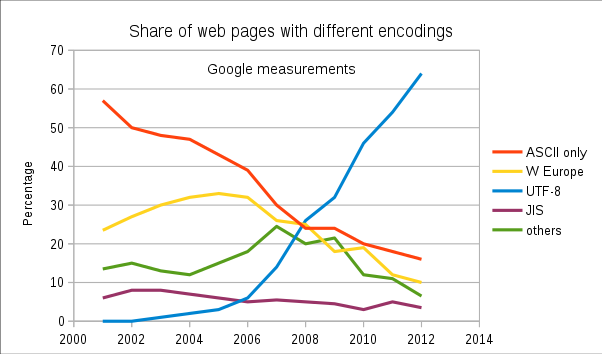 Share of web pages with different encodings
Google measurements
Percentage
70
60
50
40
30
20
10
0
2000 2002 2004 2006 2008 2010 2012 2014
ASCII only
W Europe
UTF-8
JIS
others